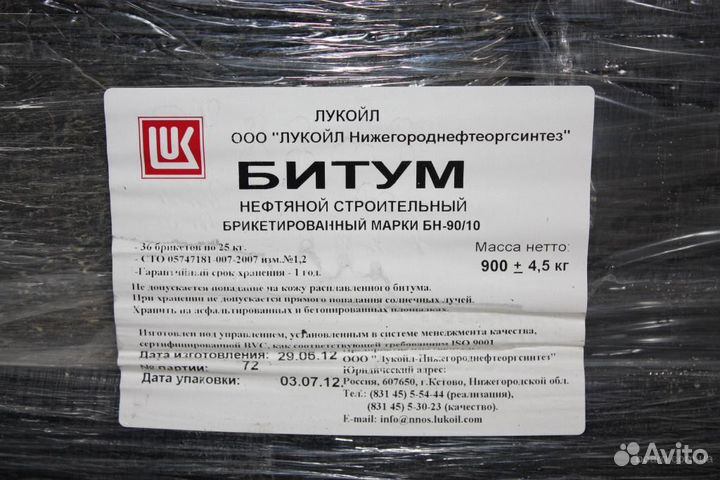 ЛУКОЙЛ
LUK
ООО "ЛУКОЙЛ Нижегороднефтеоргсинтез"
БИТУМ
НЕФТЯНОЙ СТРОИТЕЛЬНЫЙ
БРИКЕТИРОВАННЫЙ МАРКИ БН-90/10
- 36 брикетов по 25 кг.
- СТО 05747181-007-2007 изм.№1,2
-Гарантийный срок хранения - 1 год.
Масса нетто:
900 ± 4,5 кг
Не допускается попадание на кожу расплавленного битума.
При хранении не допускается прямого попадания солнечных лучей.
Хранить на асфальтированных и бетонированных площадках.
Изготовлен под управлением, установленным в системе менеджмента качества,
сертифицированной BVC, как соответствующей требованиям ISO 9001
Дата изготовления: 29.05.12
№ партии: 72
Дата упаковки: 03.07.12.
ООО "Лукойл-Нижегороднефтеоргсинтет"
Юридический адрес:
Россия, 607650, г.Кстово, Нижегородской обл.
Тел.: (831 45) 5-54-44 (реализация),
(831 45) 5-30-23 (качество).
E-mail: info@nnos.lukoil.com
Avito